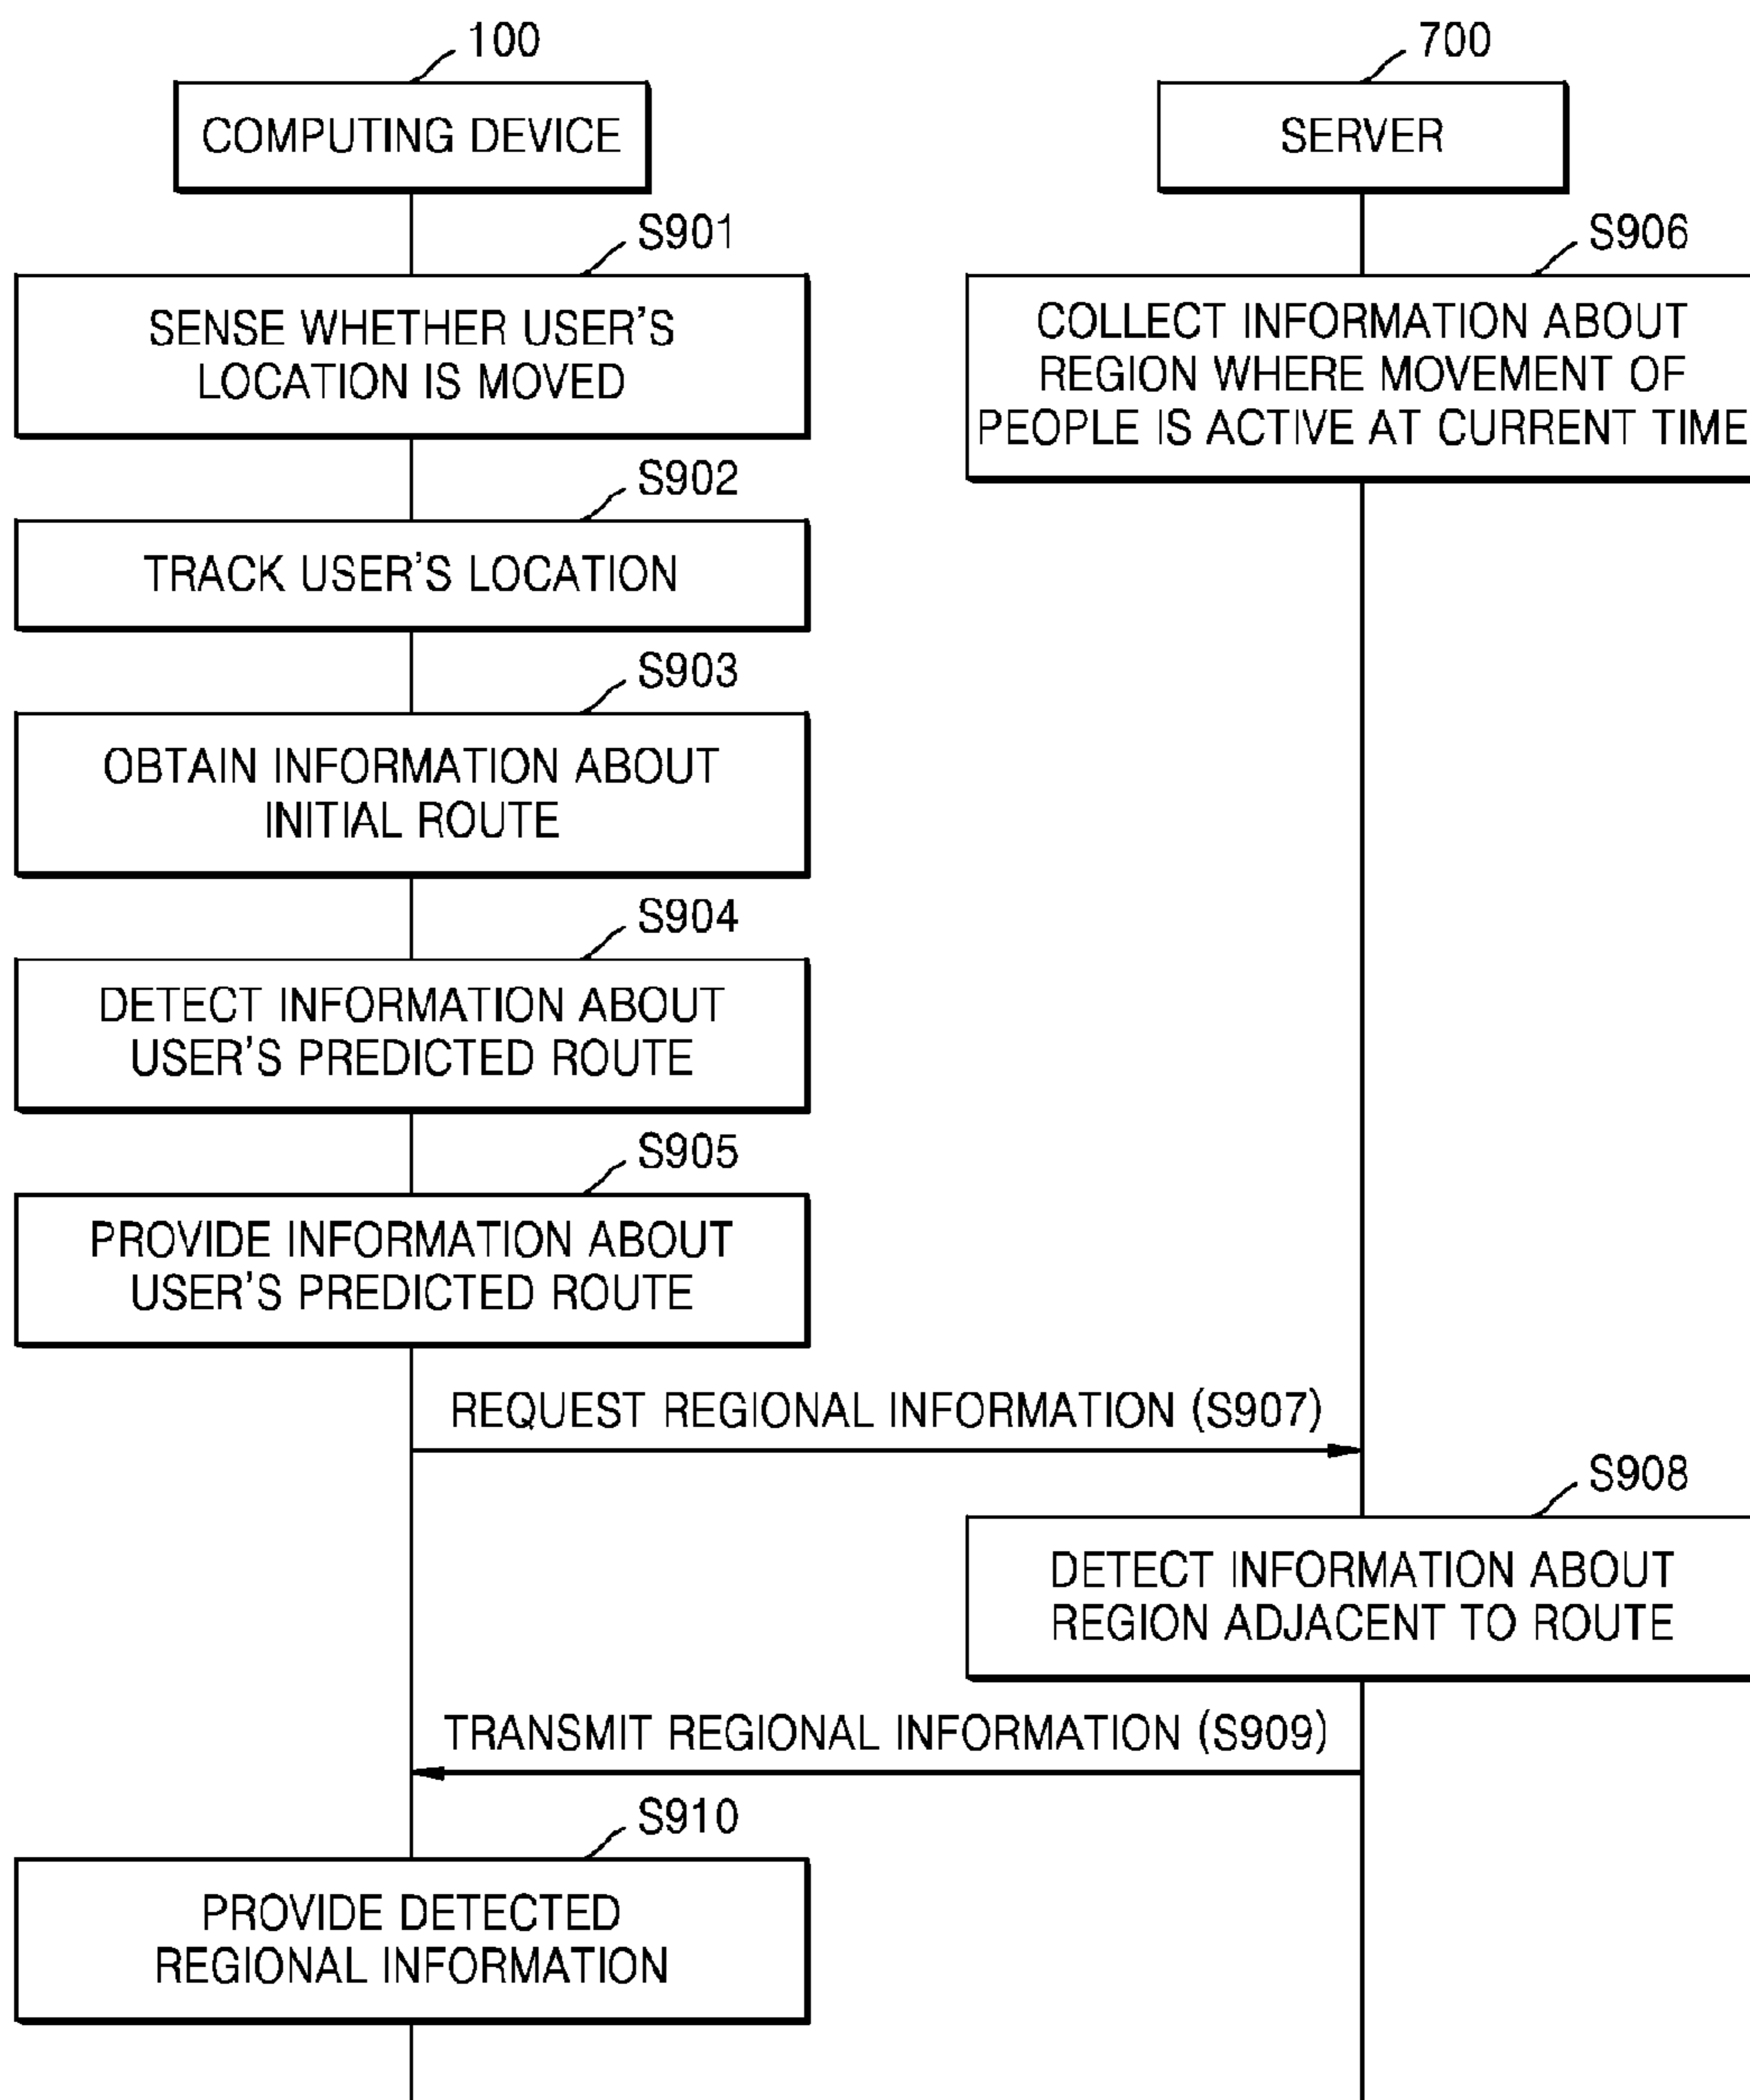 100
COMPUTING DEVICE
700
SERVER
S901
SENSE WHETHER USER'S
LOCATION IS MOVED
S906
COLLECT INFORMATION ABOUT
REGION WHERE MOVEMENT OF
PEOPLE IS ACTIVE AT CURRENT TIME
S902
TRACK USER'S LOCATION
S903
OBTAIN INFORMATION ABOUT
INITIAL ROUTE
S904
DETECT INFORMATION ABOUT
USER'S PREDICTED ROUTE
S905
PROVIDE INFORMATION ABOUT
USER'S PREDICTED ROUTE
REQUEST REGIONAL INFORMATION (S907)
S908
DETECT INFORMATION ABOUT
REGION ADJACENT TO ROUTE
TRANSMIT REGIONAL INFORMATION (S909)
S910
PROVIDE DETECTED
REGIONAL INFORMATION